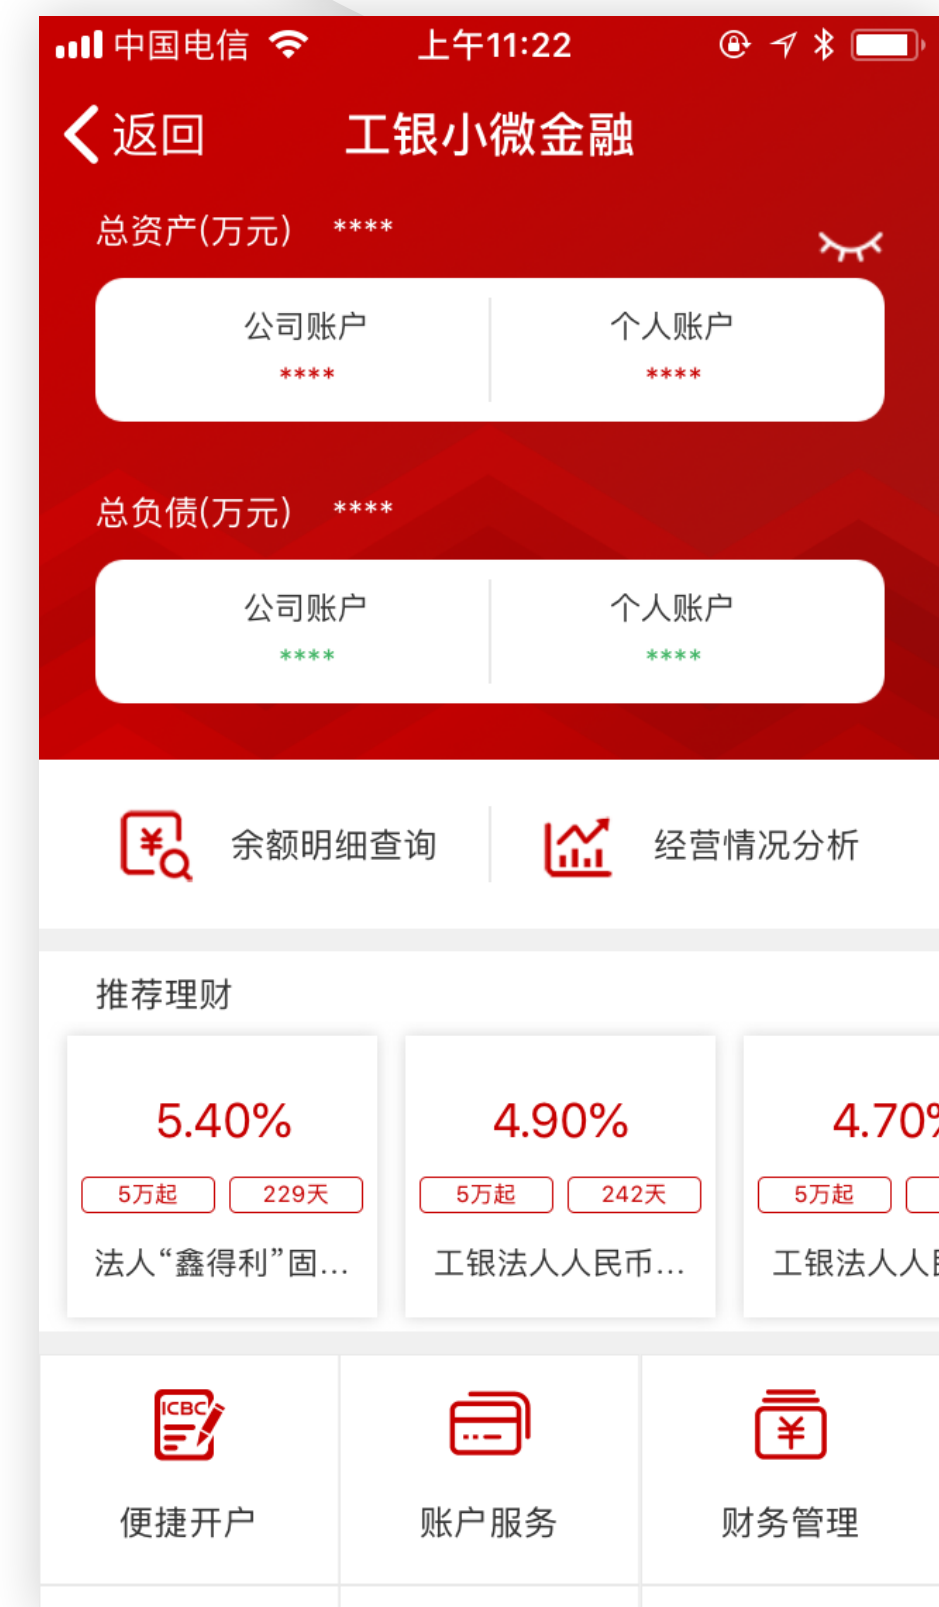 中国电信 上午11:22
返回 工银小微金融
总资产(万元) ****
公司账户 个人账户
**** ****
总负债(万元) ****
公司账户 个人账户
**** ****
余额明细查询 经营情况分析
推荐理财
5.40% 4.90% 4.70%
5万起 229天 5万起 242天 5万起
法人“鑫得利”固... 工银法人人民币... 工银法人人
ICBC
便捷开户 账户服务 财务管理